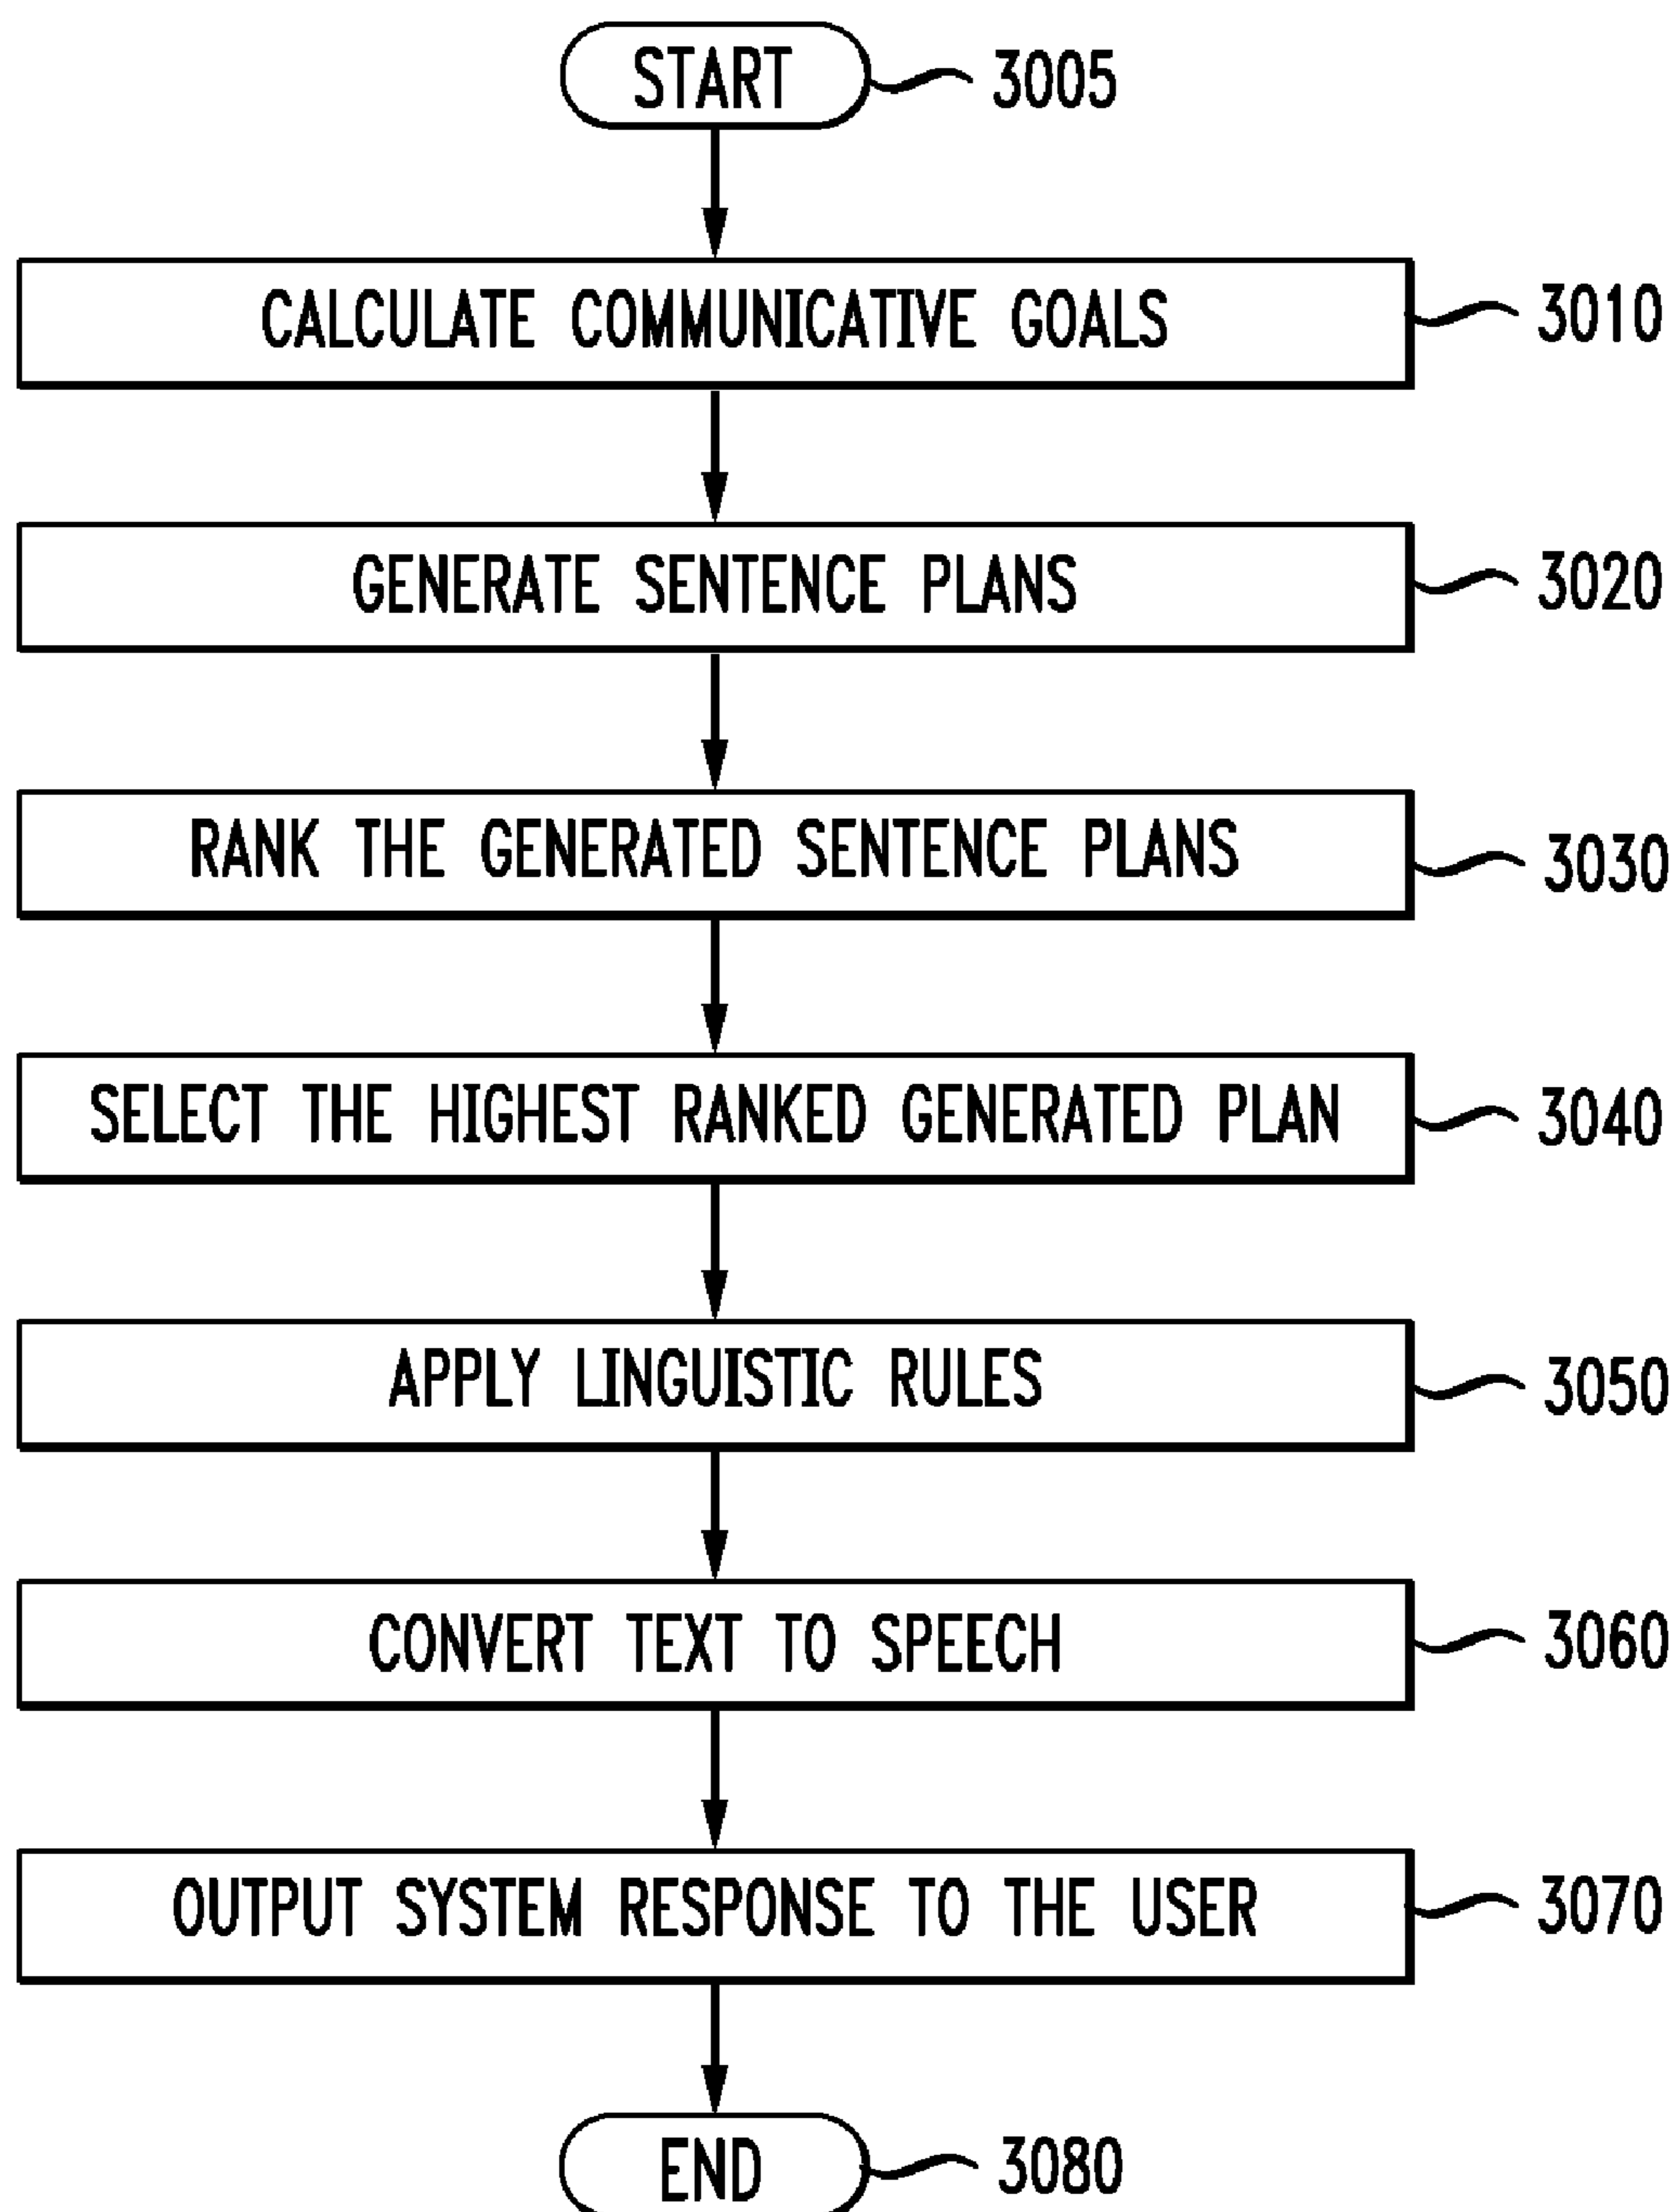 START 3005
CALCULATE COMMUNICATIVE GOALS 3010
GENERATE SENTENCE PLANS 3020
RANK THE GENERATED SENTENCE PLANS 3030
SELECT THE HIGHEST RANKED GENERATED PLAN 3040
APPLY LINGUISTIC RULES 3050
CONVERT TEXT TO SPEECH 3060
OUTPUT SYSTEM RESPONSE TO THE USER 3070
END 3080